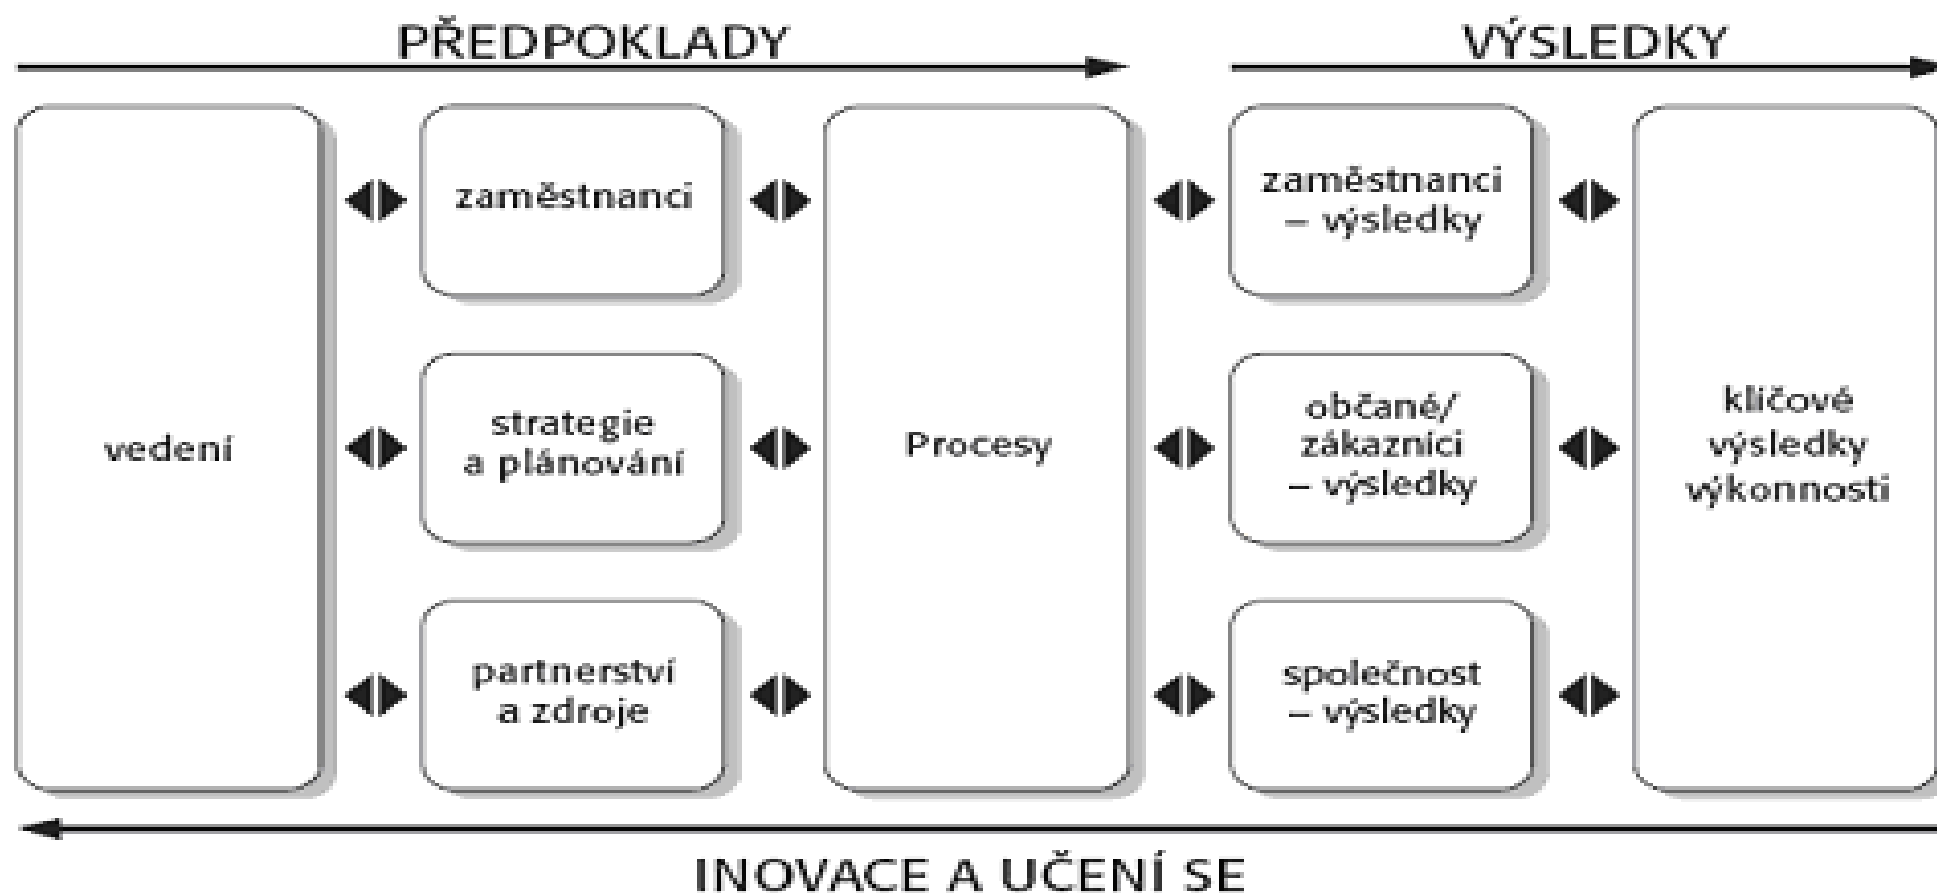 PŘEDPOKLADY
VÝSLEDKY
vedení
zaměstnanci
strategie
a plánování
partnerství
a zdroje
Procesy
zaměstnanci
– výsledky
občané/
zákazníci
– výsledky
společnost
– výsledky
klíčové
výsledky
výkonnosti
INOVACE A UČENÍ SE